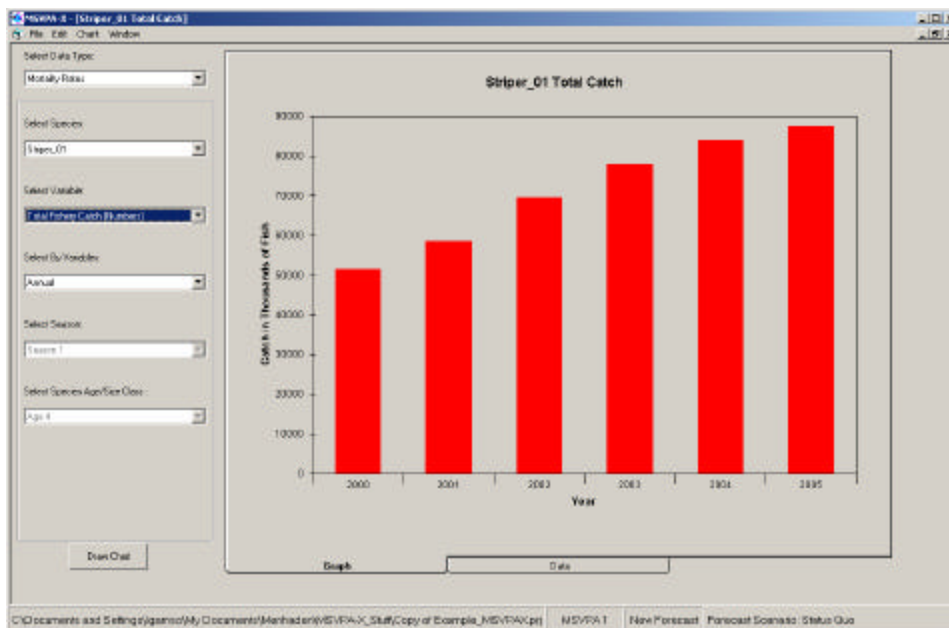 MSVPA-X - [Striper_01 Total Catch]
File Edit Chart Window
Select Data Type:
Mortality Rates
Select Species:
Striper_01
Select Variable:
Total Fishery Catch (Numbers)
Select By Variables:
Annual
Select Season:
Season 1
Select Species Age/Size Class:
Age 4
Draw Chart
Striper_01 Total Catch
Catch in Thousands of Fish
90000
80000
70000
60000
50000
40000
30000
20000
10000
0
2000 2001 2002 2003 2004 2005
Year
Graph Data
C:\Documents and Settings\lgarriso\My Documents\Menhaden\MSVPA-X_Stuff\Copy of Example_MSVPAX.prj MSVPA 1 New Forecast Forecast Scenario: Status Quo